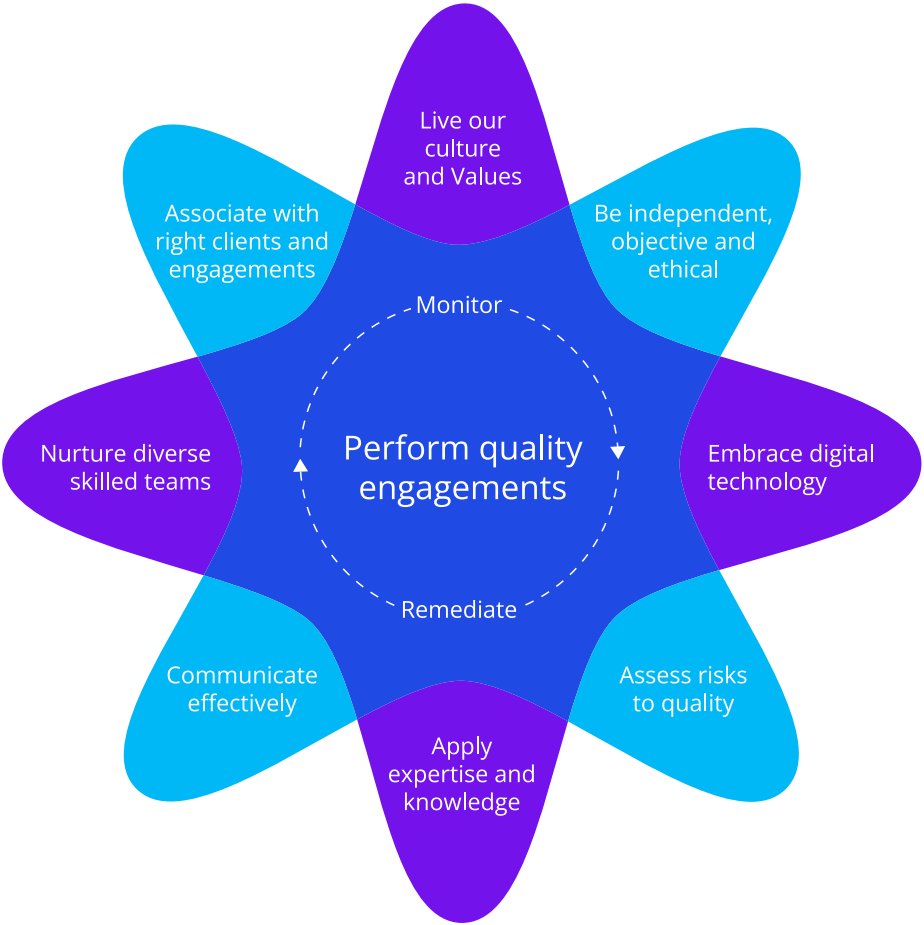 Live our
culture
and Values
Associate with
right clients and
engagements
Be independent,
objective and
ethical
Monitor
Perform quality
engagements
Nurture diverse
skilled teams
Embrace digital
technology
Remediate
Communicate
effectively
Assess risks
to quality
Apply
expertise and
knowledge